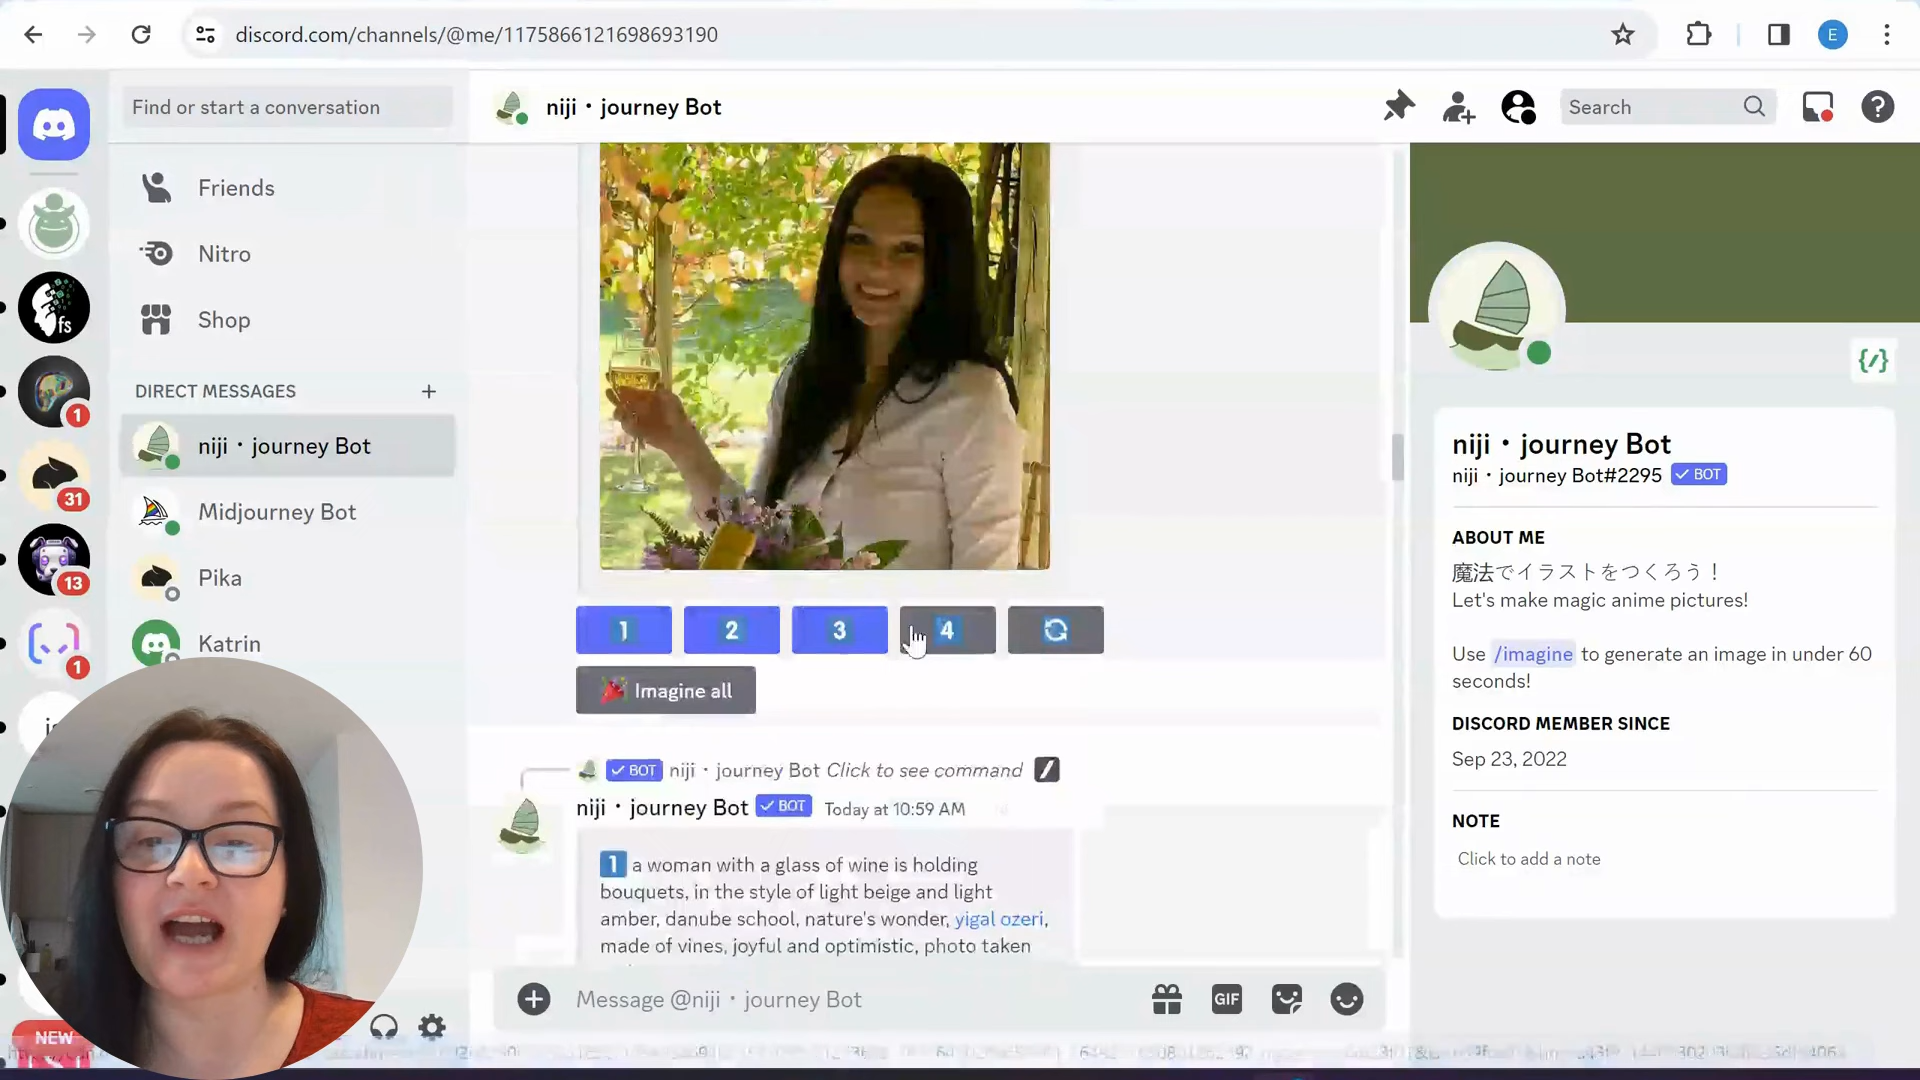 discord.com/channels/@me/1175866121698693190
E
Find or start a conversation
niji・journey Bot
Search
Friends
Nitro
Shop
DIRECT MESSAGES
niji・journey Bot
Midjourney Bot
Pika
Katrin
fs
1
31
13
1
NEW
1 2 3 4
Imagine all
BOT niji・journey Bot Click to see command
niji・journey Bot BOT Today at 10:59 AM
1 a woman with a glass of wine is holding
bouquets, in the style of light beige and light
amber, danube school, nature's wonder, yigal ozeri,
made of vines, joyful and optimistic, photo taken
Message @niji・journey Bot
GIF
niji・journey Bot
niji・journey Bot#2295 BOT
ABOUT ME
魔法でイラストをつくろう！
Let's make magic anime pictures!
Use /imagine to generate an image in under 60
seconds!
DISCORD MEMBER SINCE
Sep 23, 2022
NOTE
Click to add a note